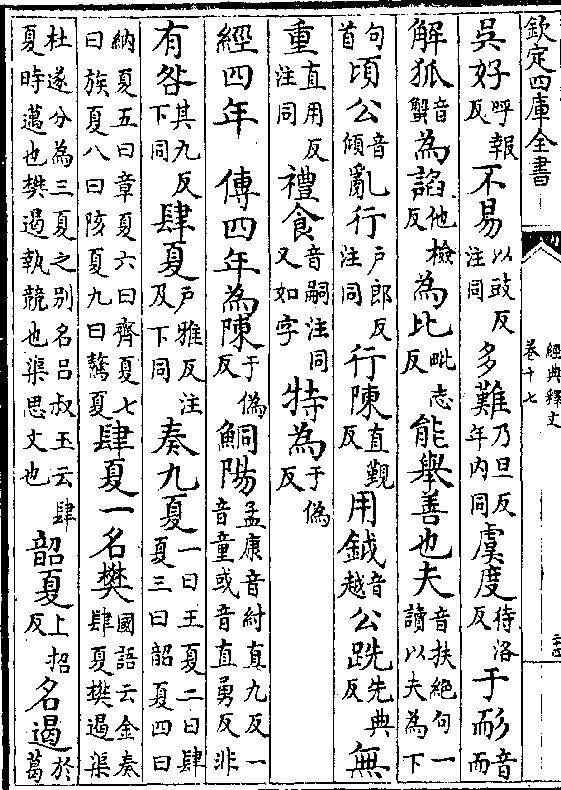 欽定四庫全書
經典釋文
卷十七
二十四
吳好呼報反不易以豉反注同多難乃旦反年内同虞度待洛反于耏音而
解狐音蟹為諂他檢反為比毗志反能舉善也夫音扶絶句一讀以夫為下
句首頃公音傾亂行户郎反注同行陳直覲反用鉞音越公跣先典反無
重直用反注同禮食音嗣注同又如字特為于偽反
經四年傳四年為陳于偽反鮦陽孟康音紂直九反一音童或音直勇反非
有咎其九反下同肆夏户雅反注及下同奏九夏一曰王夏二曰肆夏三曰韶夏四曰
納夏五曰章夏六曰齊夏七曰族夏八曰陔夏九曰驁夏肆夏一名樊國語云金奏肆夏樊遏渠
杜遂分為三夏之别名吕叔玉云肆夏時邁也樊遏執競也渠思文也韶夏上招反名遏於葛